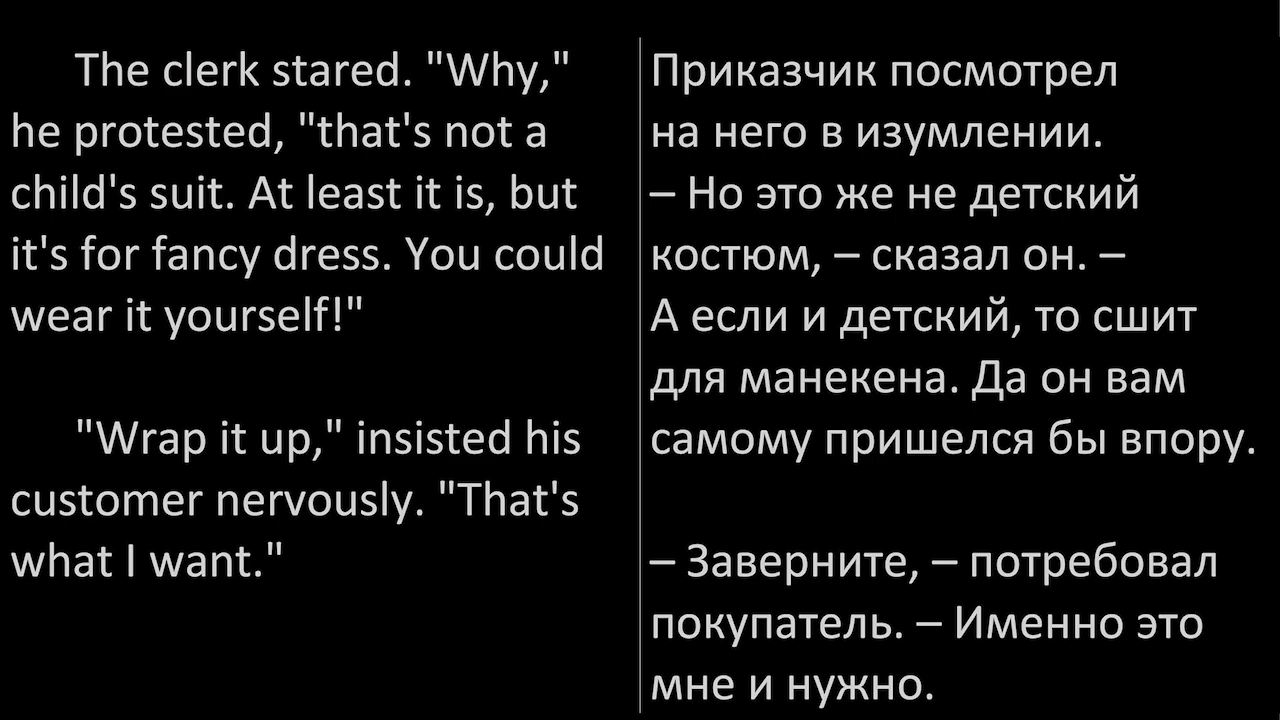 The clerk stared. "Why,"
he protested, "that's not a
child's suit. At least it is, but
it's for fancy dress. You could
wear it yourself!"
"Wrap it up," insisted his
customer nervously. "That's
what I want."
Приказчик посмотрел
на него в изумлении.
– Но это же не детский
костюм, – сказал он. –
А если и детский, то сшит
для манекена. Да он вам
самому пришелся бы впору.
– Заверните, – потребовал
покупатель. – Именно это
мне и нужно.